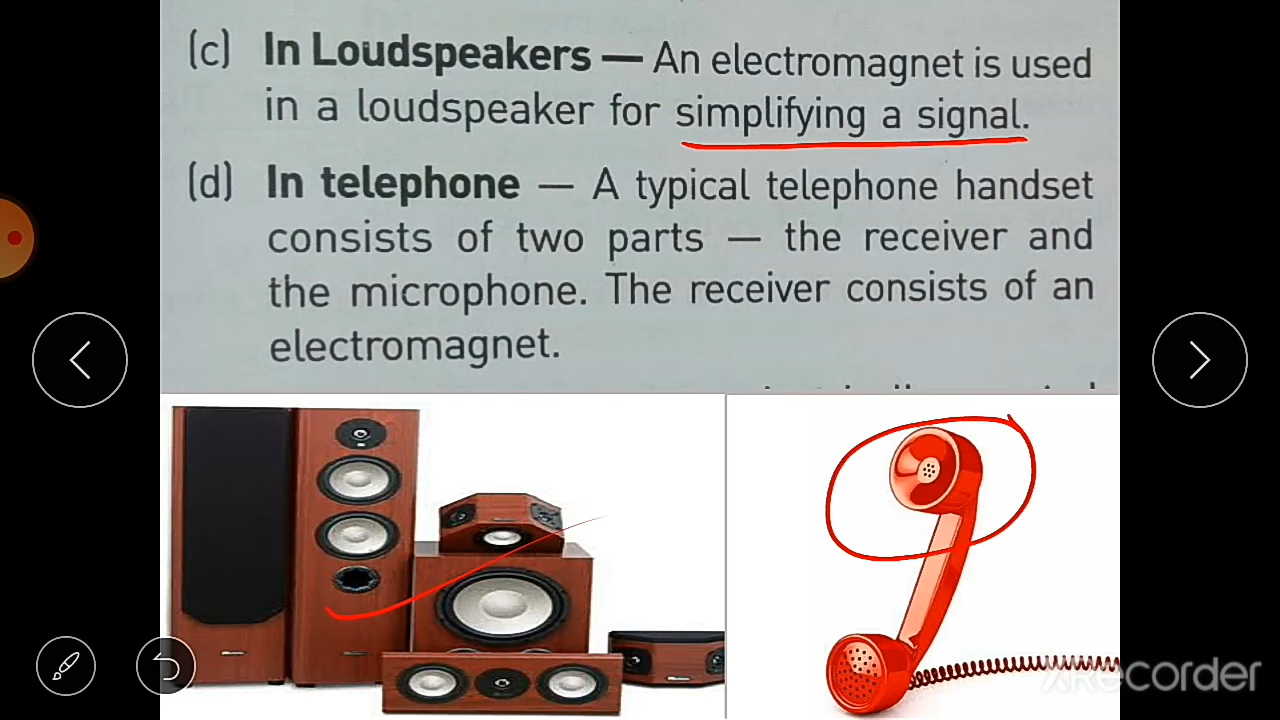 (c) In Loudspeakers — An electromagnet is used
in a loudspeaker for simplifying a signal.
(d) In telephone — A typical telephone handset
consists of two parts — the receiver and
the microphone. The receiver consists of an
electromagnet.
XRecorder